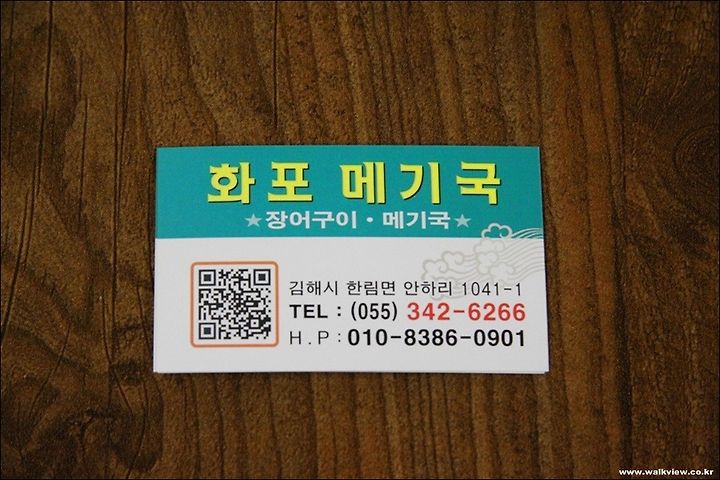 화포 메기국
★장어구이 · 메기국★
김해시 한림면 안하리 1041-1
TEL : (055) 342-6266
H.P : 010-8386-0901
www.walkview.co.kr